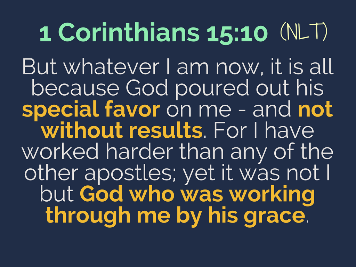 1 Corinthians 15:10 (NLT)
But whatever I am now, it is all
because God poured out his
special favor on me - and not
without results. For I have
worked harder than any of the
other apostles; yet it was not I
but God who was working
through me by his grace.